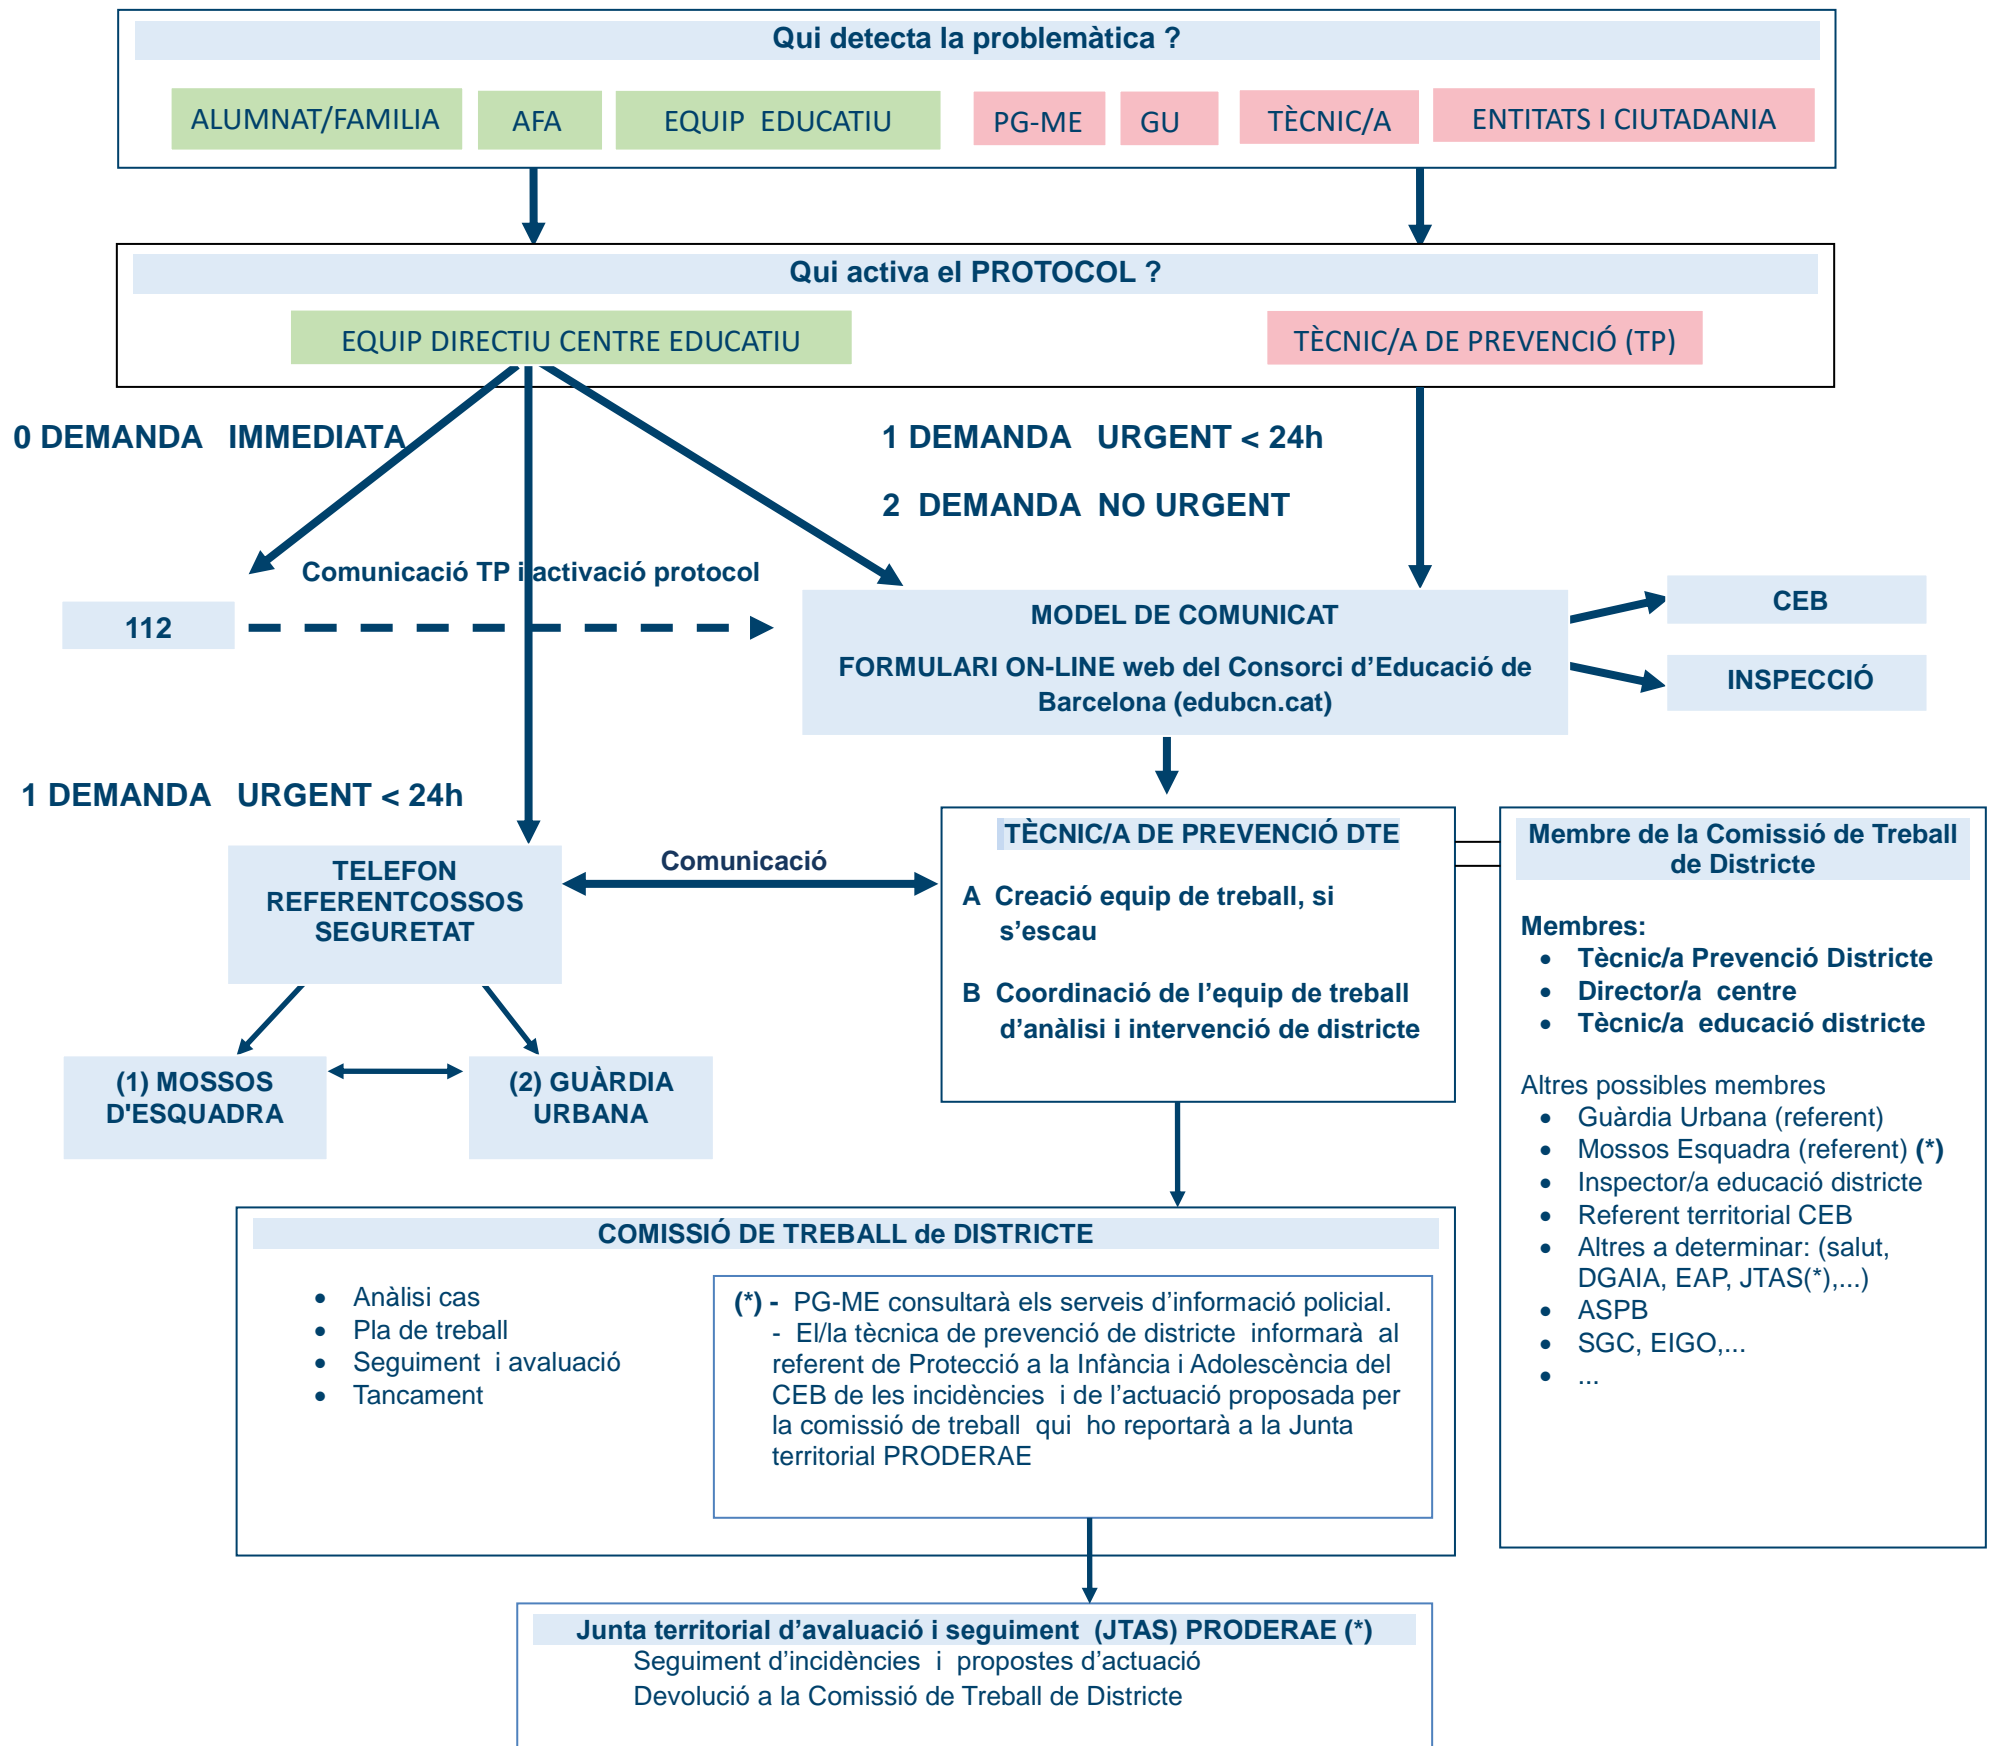 Qui detecta la problemàtica ?
ALUMNAT/FAMILIA
AFA
EQUIP EDUCATIU
PG-ME
GU
TÈCNIC/A
ENTITATS I CIUTADANIA
Qui activa el PROTOCOL ?
EQUIP DIRECTIU CENTRE EDUCATIU
TÈCNIC/A DE PREVENCIÓ (TP)
0 DEMANDA IMMEDIATA
1 DEMANDA URGENT < 24h
2 DEMANDA NO URGENT
Comunicació TP i activació protocol
112
MODEL DE COMUNICAT
FORMULARI ON-LINE web del Consorci d’Educació de
Barcelona (edubcn.cat)
CEB
INSPECCIÓ
1 DEMANDA URGENT < 24h
TELEFON
REFERENTCOSSOS
SEGURETAT
Comunicació
(1) MOSSOS
D'ESQUADRA
(2) GUÀRDIA
URBANA
TÈCNIC/A DE PREVENCIÓ DTE
A Creació equip de treball, si
s’escau
B Coordinació de l’equip de treball
d’anàlisi i intervenció de districte
Membre de la Comissió de Treball
de Districte
Membres:
• Tècnic/a Prevenció Districte
• Director/a centre
• Tècnic/a educació districte
Altres possibles membres
• Guàrdia Urbana (referent)
• Mossos Esquadra (referent) (*)
• Inspector/a educació districte
• Referent territorial CEB
• Altres a determinar: (salut,
DGAIA, EAP, JTAS(*),...)
• ASPB
• SGC, EIGO,...
• ...
COMISSIÓ DE TREBALL de DISTRICTE
• Anàlisi cas
• Pla de treball
• Seguiment i avaluació
• Tancament
(*) - PG-ME consultarà els serveis d’informació policial.
- El/la tècnica de prevenció de districte informarà al
referent de Protecció a la Infància i Adolescència del
CEB de les incidències i de l’actuació proposada per
la comissió de treball qui ho reportarà a la Junta
territorial PRODERAE
Junta territorial d’avaluació i seguiment (JTAS) PRODERAE (*)
Seguiment d’incidències i propostes d’actuació
Devolució a la Comissió de Treball de Districte